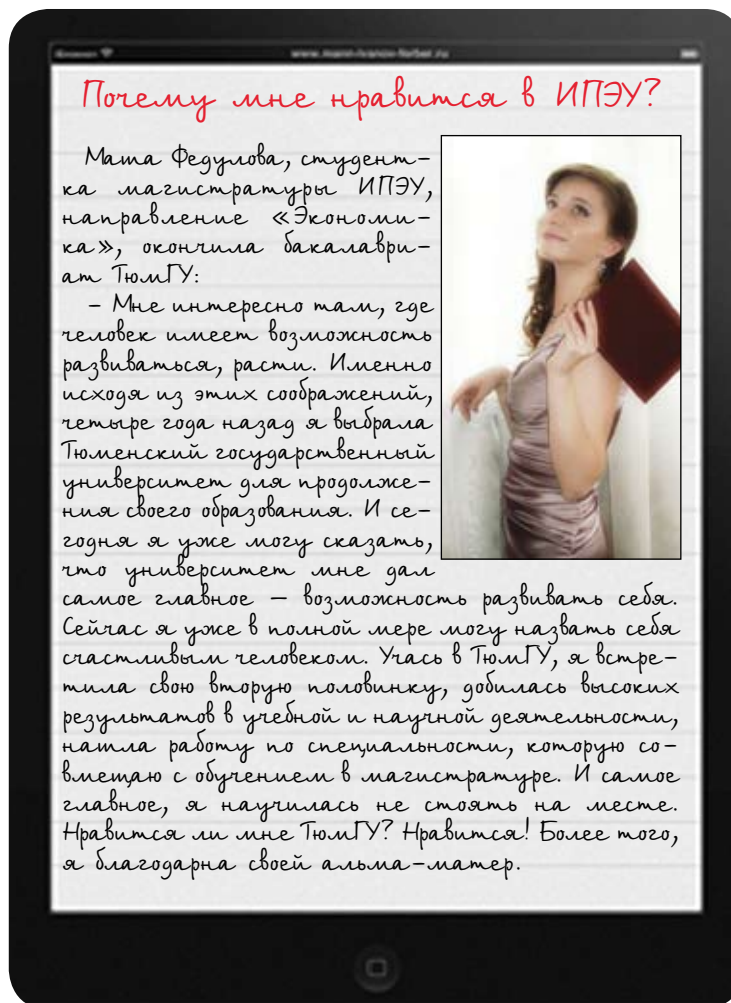 www.mann-ivanov-ferber.ru
Почему мне нравится в ИПЭУ?
Маша Федулова, студент-
ка магистратуры ИПЭУ,
направление «Экономи-
ка», окончила бакалаври-
ат ТюмГУ:
– Мне интересно там, где
человек имеет возможность
развиваться, расти. Именно
исходя из этих соображений,
четыре года назад я выбрала
Тюменский государственный
университет для продолже-
ния своего образования. И се-
годня я уже могу сказать,
что университет мне дал
самое главное – возможность развивать себя.
Сейчас я уже в полной мере могу назвать себя
счастливым человеком. Учась в ТюмГУ, я встре-
тила свою вторую половинку, добилась высоких
результатов в учебной и научной деятельности,
нашла работу по специальности, которую со-
вмещаю с обучением в магистратуре. И самое
главное, я научилась не стоять на месте.
Нравится ли мне ТюмГУ? Нравится! Более того,
я благодарна своей альма-матер.